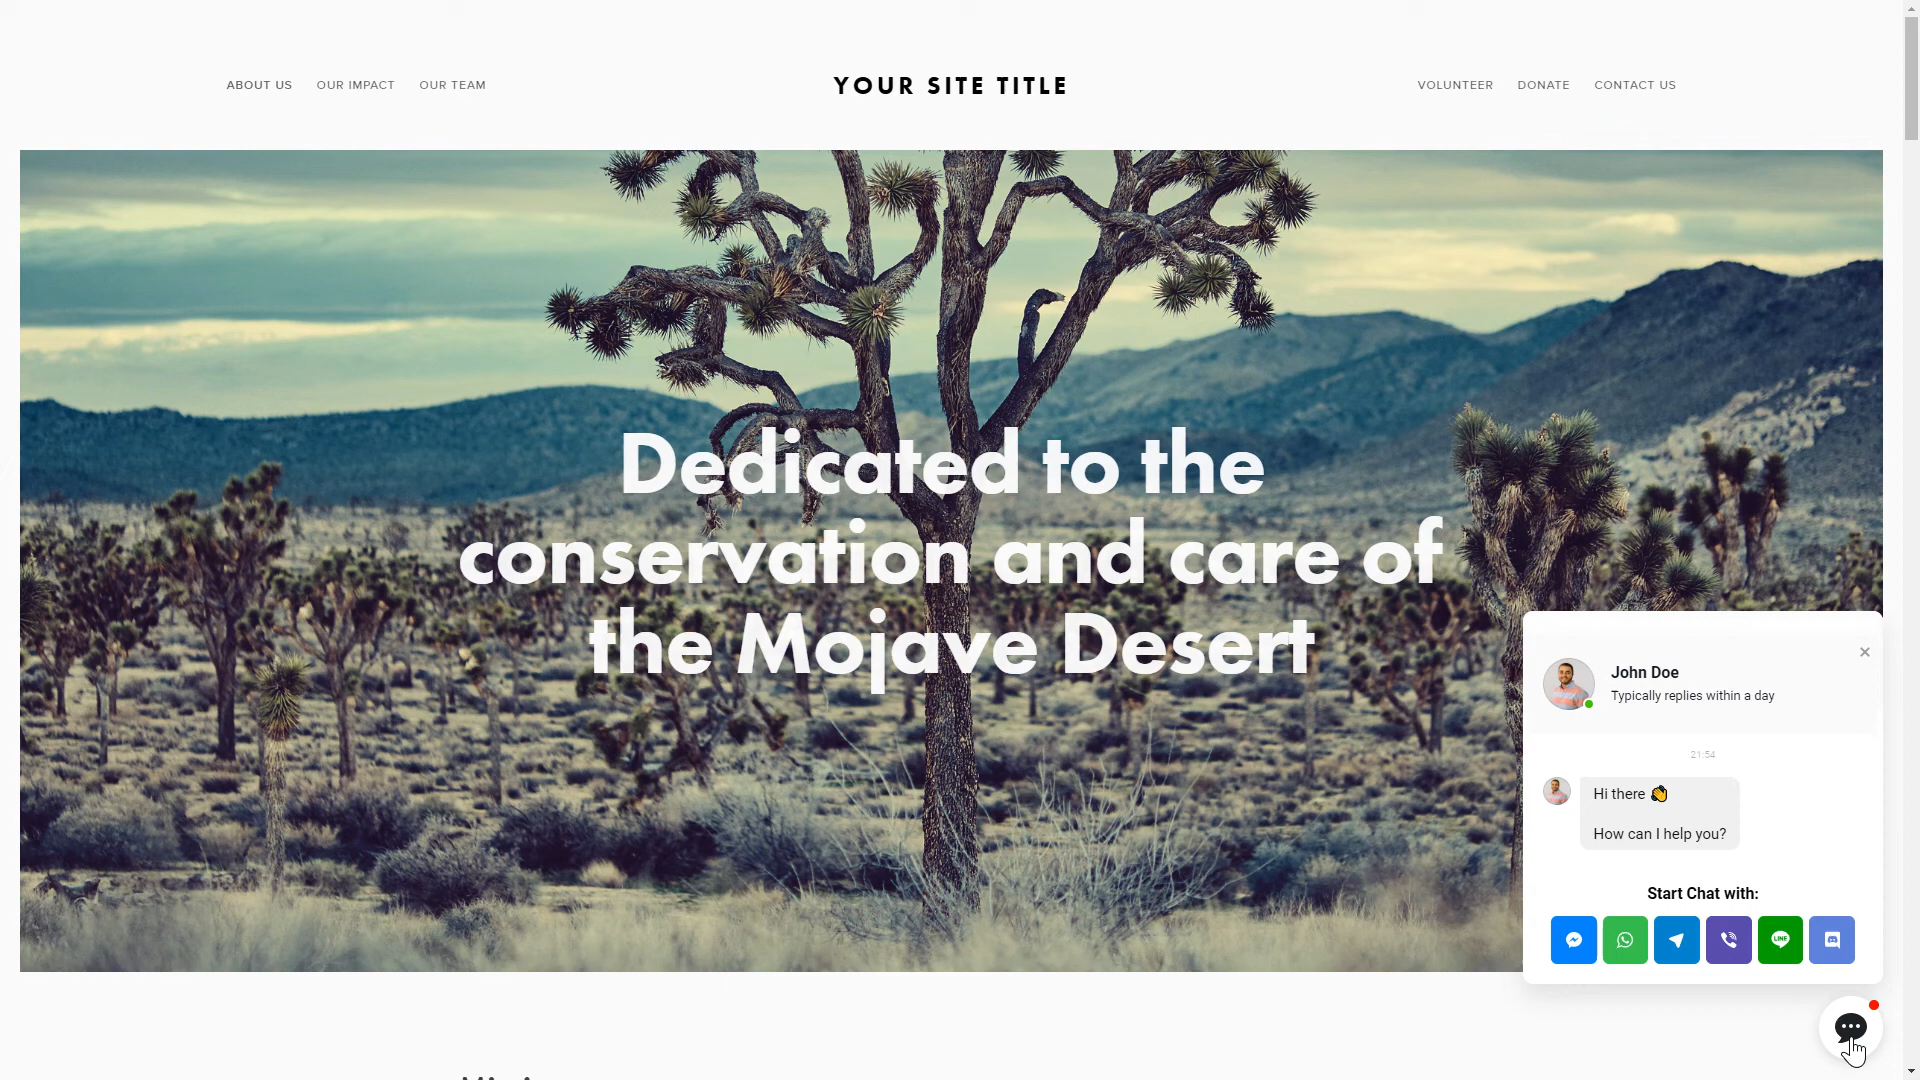 ABOUT US OUR IMPACT OUR TEAM
YOUR SITE TITLE
VOLUNTEER DONATE CONTACT US
Dedicated to the
conservation and care of
the Mojave Desert
John Doe
Typically replies within a day
21:54
Hi there 👋
How can I help you?
Start Chat with:
LINE